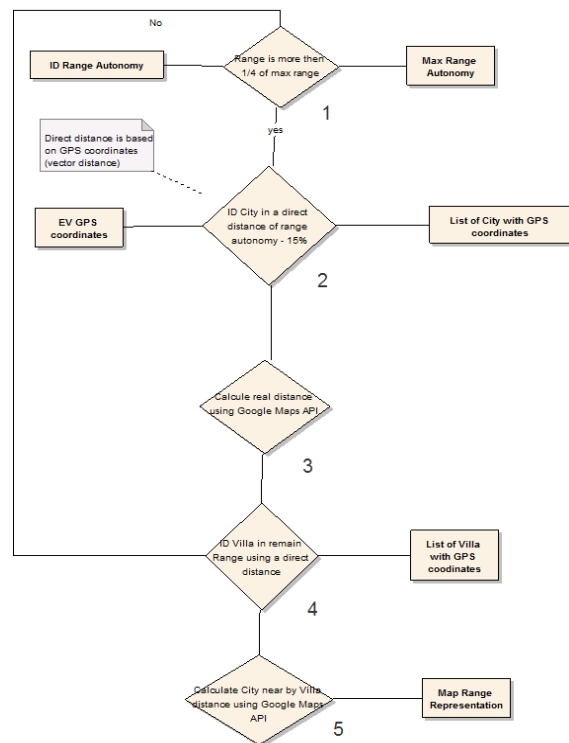 No
ID Range Autonomy
Range is more then
1/4 of max range
Max Range
Autonomy
1
yes
Direct distance is based
on GPS coordinates
(vector distance)
EV GPS
coordinates
ID City in a direct
distance of range
autonomy - 15%
List of City with GPS
coordinates
2
Calcule real distance
using Google Maps API
3
ID Villa in remain
Range using a direct
distance
List of Villa
with GPS
coodinates
4
Calculate City near by Villa
distance using Google Maps
API
Map Range
Representation
5